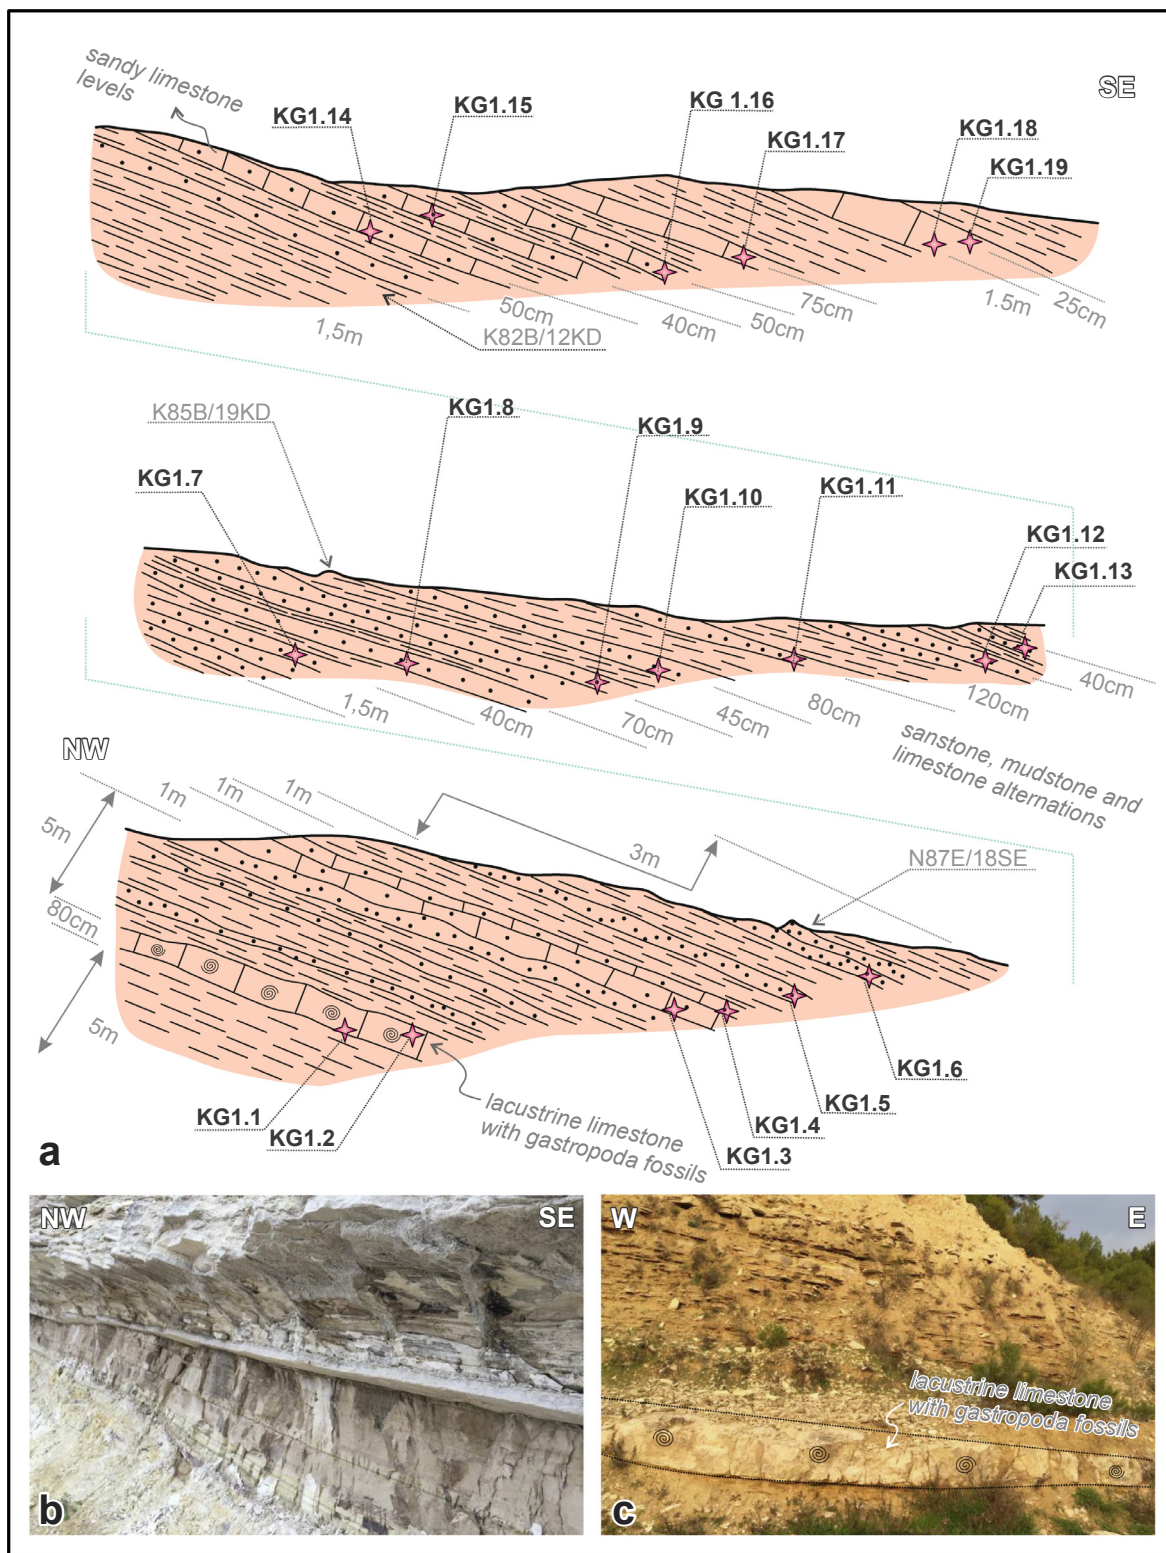 sandy limestone
levels
SE
KG1.14
KG1.15
KG 1.16
KG1.17
KG1.18
KG1.19
1,5m
50cm
K82B/12KD
40cm
50cm
75cm
1.5m
25cm
K85B/19KD
KG1.7
KG1.8
KG1.9
KG1.10
KG1.11
KG1.12
KG1.13
1,5m
40cm
70cm
45cm
80cm
120cm
40cm
sanstone, mudstone and
limestone alternations
NW
5m
1m
1m
1m
3m
N87E/18SE
80cm
5m
KG1.1
KG1.2
lacustrine limestone
with gastropoda fossils
KG1.3
KG1.4
KG1.5
KG1.6
a
NW
SE
b
W
E
lacustrine limestone
with gastropoda fossils
c